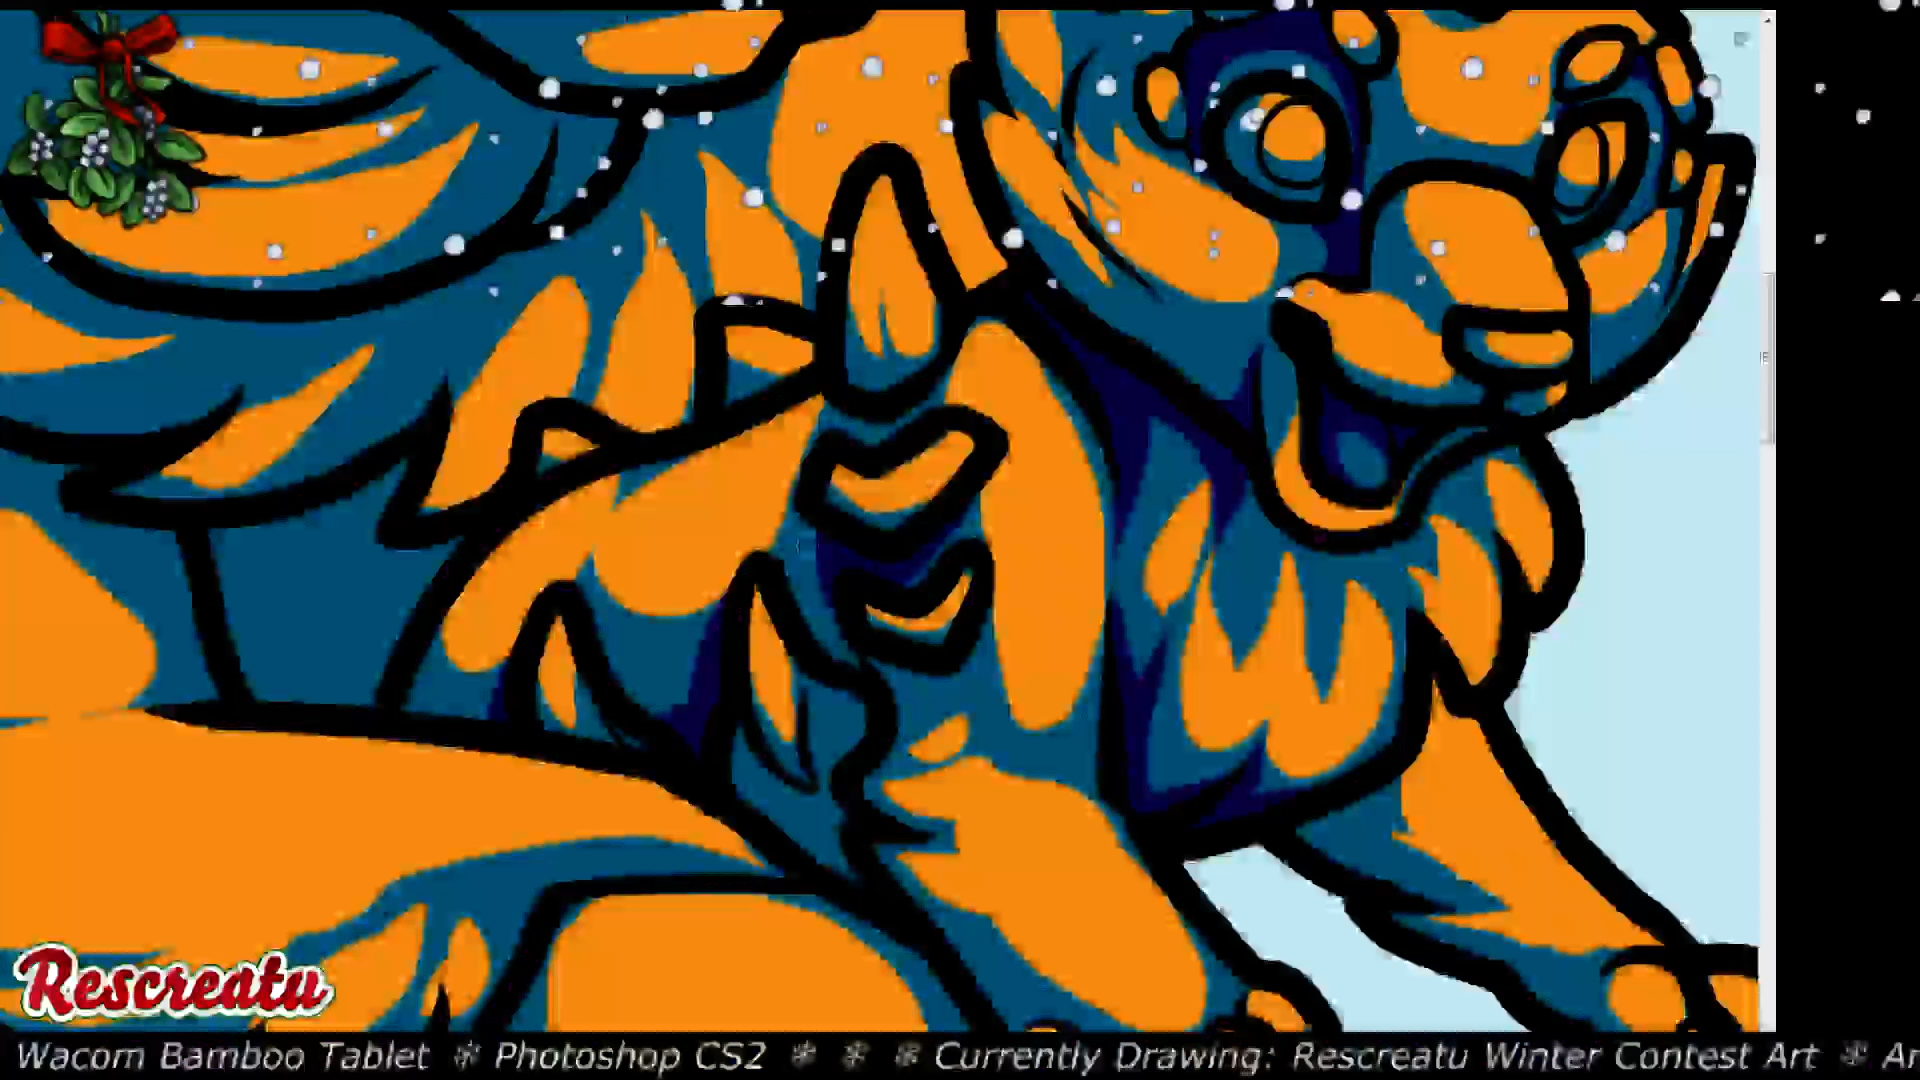 Rescreatu
Wacom Bamboo Tablet ❄ Photoshop CS2 ❄ ❄ ❄ Currently Drawing: Rescreatu Winter Contest Art ❄